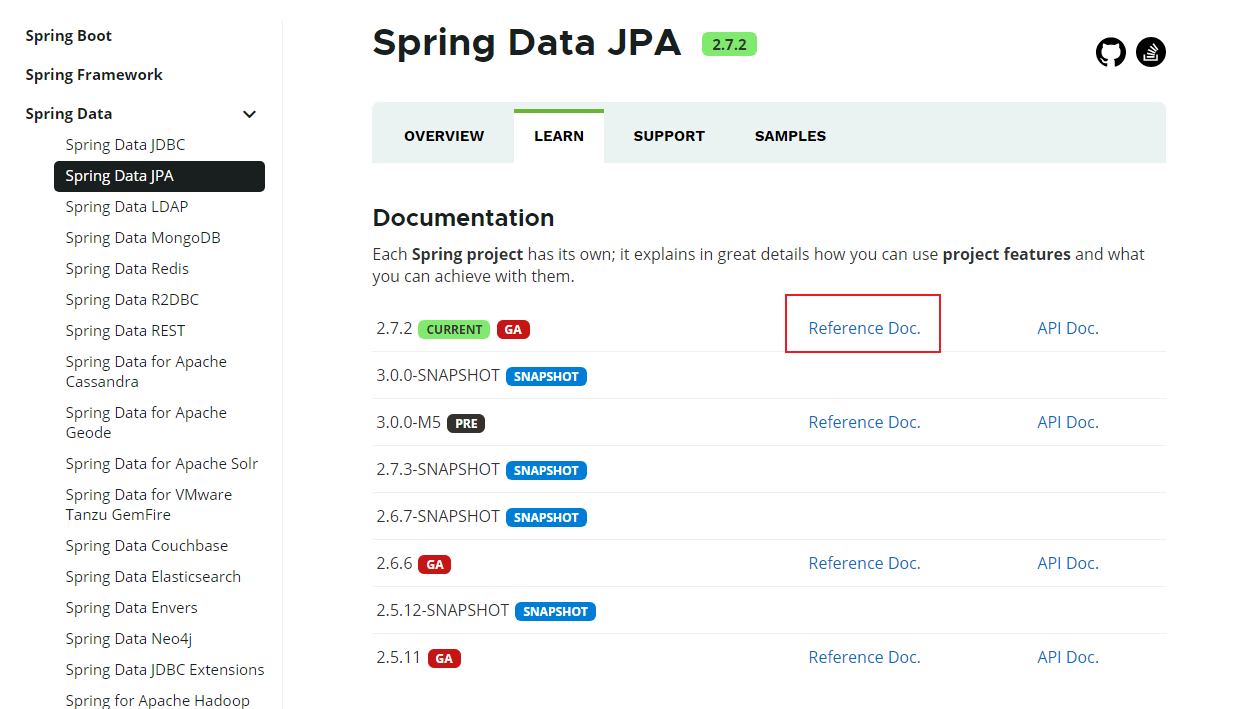 Spring Boot
Spring Framework
Spring Data
Spring Data JDBC
Spring Data JPA
Spring Data LDAP
Spring Data MongoDB
Spring Data Redis
Spring Data R2DBC
Spring Data REST
Spring Data for Apache
Cassandra
Spring Data for Apache
Geode
Spring Data for Apache Solr
Spring Data for VMware
Tanzu GemFire
Spring Data Couchbase
Spring Data Elasticsearch
Spring Data Envers
Spring Data Neo4j
Spring Data JDBC Extensions
Spring for Apache Hadoop
Spring Data JPA 2.7.2
OVERVIEW LEARN SUPPORT SAMPLES
Documentation
Each Spring project has its own; it explains in great details how you can use project features and what
you can achieve with them.
2.7.2 CURRENT GA Reference Doc. API Doc.
3.0.0-SNAPSHOT SNAPSHOT
3.0.0-M5 PRE Reference Doc. API Doc.
2.7.3-SNAPSHOT SNAPSHOT
2.6.7-SNAPSHOT SNAPSHOT
2.6.6 GA Reference Doc. API Doc.
2.5.12-SNAPSHOT SNAPSHOT
2.5.11 GA Reference Doc. API Doc.